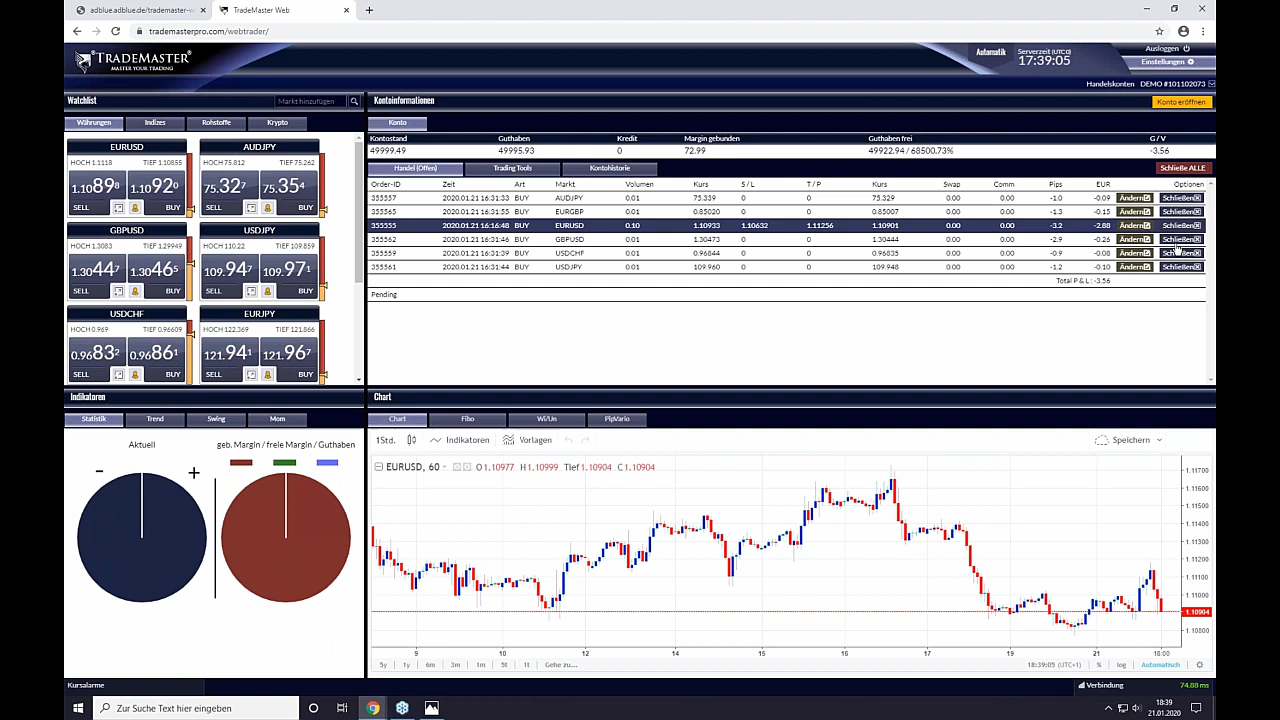 adblue.adblue.de/trademaster-w
TradeMaster Web
trademasterpro.com/webtrader/
TRADEMASTER
MASTER YOUR TRADING
Automatik
Serverzeit (UTC0)
17:39:05
Ausloggen
Einstellungen
Handelskonten DEMO #101102073
Watchlist
Markt hinzufügen
Währungen Indizes Rohstoffe Krypto
EURUSD
HOCH 1.1118 TIEF 1.10855
1.10898 1.10920
SELL BUY
AUDJPY
HOCH 75.812 TIEF 75.262
75.327 75.354
SELL BUY
GBPUSD
HOCH 1.3083 TIEF 1.29949
1.30447 1.30465
SELL BUY
USDJPY
HOCH 110.22 TIEF 109.859
109.947 109.971
SELL BUY
USDCHF
HOCH 0.969 TIEF 0.96609
0.96832 0.96861
SELL BUY
EURJPY
HOCH 122.369 TIEF 121.866
121.941 121.967
SELL BUY
Kontoinformationen
Konto eröffnen
Konto
Kontostand Guthaben Kredit Margin gebunden Guthaben frei G / V
49999.49 49995.93 0 72.99 49922.94 / 68500.73% -3.56
Handel (Offen) Trading Tools Kontohistorie Schließe ALLE
Order-ID Zeit Art Markt Volumen Kurs S / L T / P Kurs Swap Comm Pips EUR Optionen
355557 2020.01.21 16:31:33 BUY AUDJPY 0.01 75.339 0 0 75.329 0.00 0.00 -1.0 -0.09 Ändern Schließen
355565 2020.01.21 16:31:48 BUY EURGBP 0.01 0.85020 0 0 0.85007 0.00 0.00 -1.3 -0.15 Ändern Schließen
355555 2020.01.21 16:16:48 BUY EURUSD 0.10 1.10933 1.10632 1.11256 1.10901 0.00 0.00 -3.2 -2.88 Ändern Schließen
355562 2020.01.21 16:31:46 BUY GBPUSD 0.01 1.30473 0 0 1.30444 0.00 0.00 -2.9 -0.26 Ändern Schließen
355559 2020.01.21 16:31:39 BUY USDCHF 0.01 0.96844 0 0 0.96835 0.00 0.00 -0.9 -0.08 Ändern Schließen
355561 2020.01.21 16:31:44 BUY USDJPY 0.01 109.960 0 0 109.948 0.00 0.00 -1.2 -0.10 Ändern Schließen
Total P & L : -3.56
Pending
Indikatoren
Statistik Trend Swing Mom
Aktuell
- +
geb. Margin / freie Margin / Guthaben
Chart
Chart Fibo WI/Un PipVario
1Std. Indikatoren Vorlagen Speichern
EURUSD, 60 O1.10977 H1.10999 Tief1.10904 C1.10904
1.11700
1.11600
1.11500
1.11400
1.11300
1.11200
1.11100
1.11000
1.10904
1.10800
9 10 12 14 15 16 17 19 21 18:00
5y 1y 6m 3m 1m 5t 1t Gehe zu... 18:39:05 (UTC+1) % log Automatisch
Kursalarme
Verbindung 74.88 ms
Zur Suche Text hier eingeben
18:39
21.01.2020